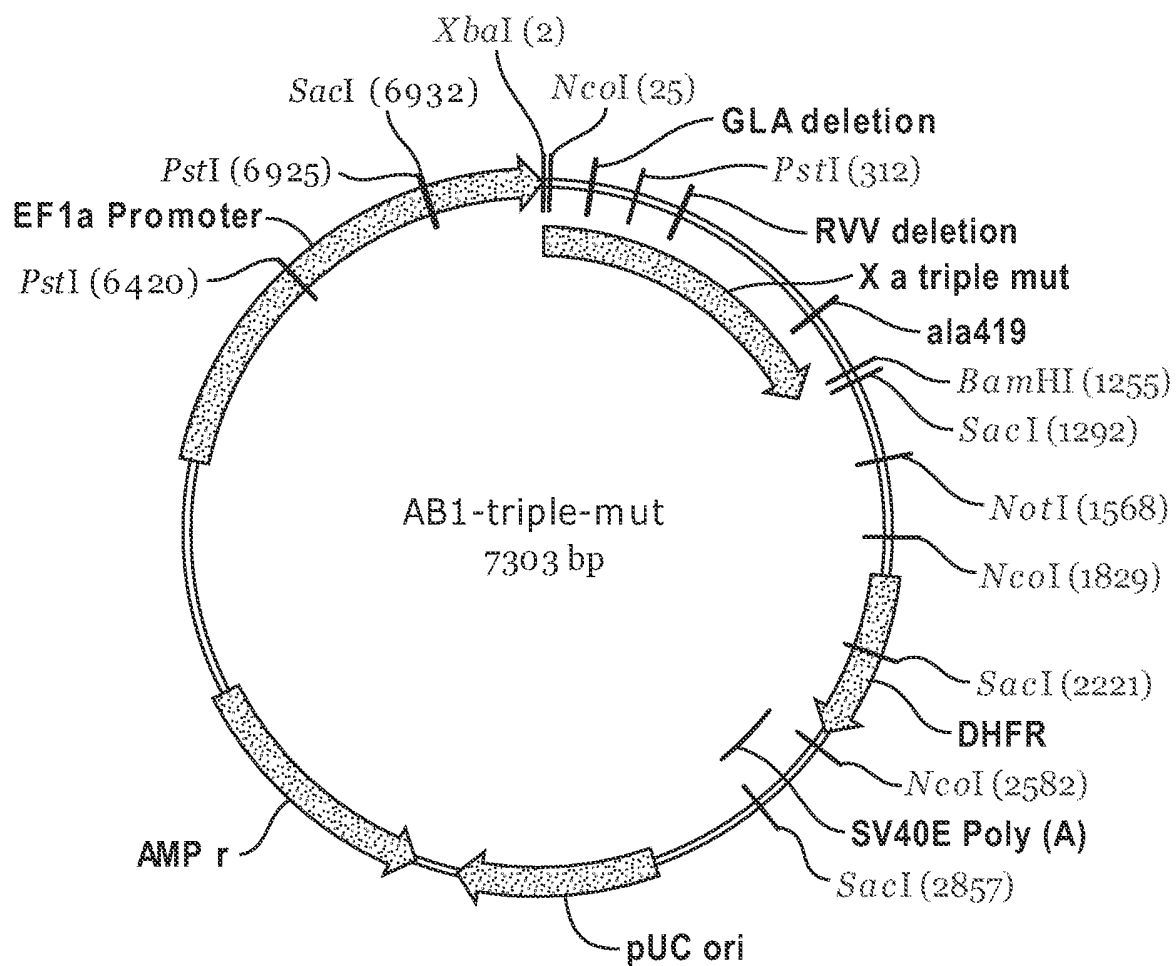 XbaI (2)
SacI (6932)
NcoI (25)
GLA deletion
PstI (6925)
PstI (312)
EF1a Promoter
RVV deletion
PstI (6420)
X a triple mut
ala419
BamHI (1255)
SacI (1292)
AB1-triple-mut
7303 bp
NotI (1568)
NcoI (1829)
SacI (2221)
DHFR
NcoI (2582)
SV40E Poly (A)
AMP r
SacI (2857)
pUC ori